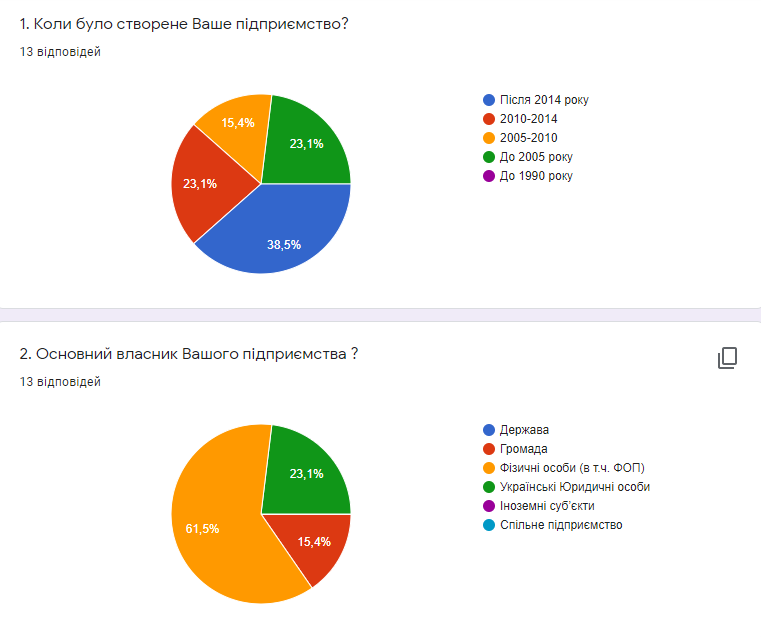 1. Коли було створене Ваше підприємство?
13 відповідей
15,4%
23,1%
23,1%
38,5%
Після 2014 року
2010-2014
2005-2010
До 2005 року
До 1990 року
2. Основний власник Вашого підприємства ?
13 відповідей
23,1%
61,5%
15,4%
Держава
Громада
Фізичні особи (в т.ч. ФОП)
Українські Юридичні особи
Іноземні суб'єкти
Спільне підприємство